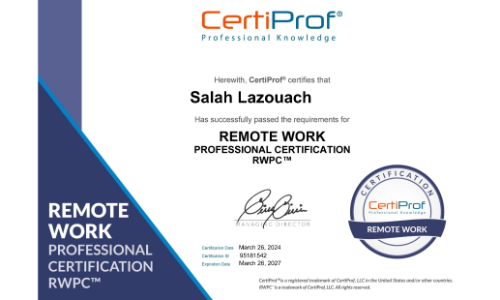 CertiProf®
Professional Knowledge
Herewith, CertiProf® certifies that
Salah Lazouach
Has successfully passed the requirements for
REMOTE WORK
PROFESSIONAL CERTIFICATION
RWPC™
MANAGING DIRECTOR
Certification Date March 26, 2024
Certification ID 95181542
Expiration Date March 26, 2027
REMOTE
WORK
PROFESSIONAL
CERTIFICATION
RWPC™
CERTIFICATION
CertiProf®
Professional Knowledge
REMOTE WORK
CERTIFICATION
CertiProf® is a registered trademark of CertiProf, LLC in the United States and/or other countries.
RWPC™ is a trademark of CertiProf, LLC. All rights reserved.